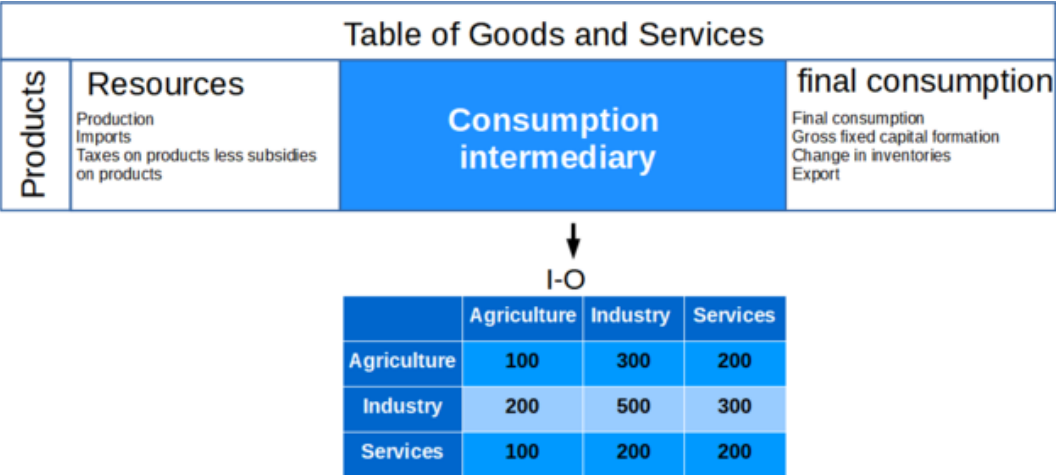 Table of Goods and Services
Products
Resources
Production
Imports
Taxes on products less subsidies
on products
Consumption
intermediary
final consumption
Final consumption
Gross fixed capital formation
Change in inventories
Export
I-O
Agriculture Industry Services
Agriculture 100 300 200
Industry 200 500 300
Services 100 200 200